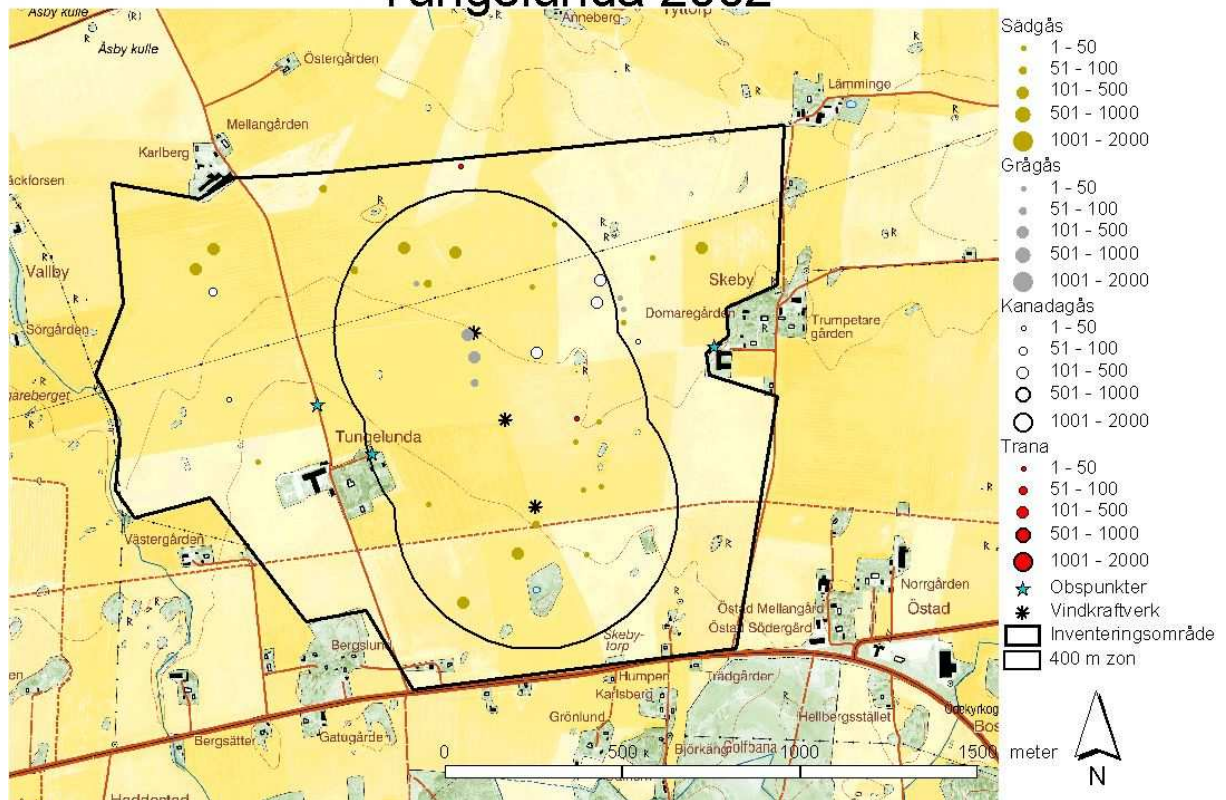 Tungelunda 2002
Åsby kulle
(R)
Anneberg
Tyttorp
R
Åsby kulle
R
(R)
Östergården
R
Lämminge
R
Mellangården
Karlberg
äckforsen
R
R
R
R
Vallby
Skeby
Sörgården
Domaregården
R
Trumpetare
gården
R
gareberget
R
Tungelunda
R
R
Västergården
R
Norrgården
Östad
Östad Mellangård
Östad Södergård
Bergslund
Skeby-
torp
Humpen
Trädgården
Karlsberg
R
Grönlund
Hellbergsstället
Bergsätter
Gatugården
Björkäng
Golfbana
Sädgås
1 - 50
51 - 100
101 - 500
501 - 1000
1001 - 2000
Grågås
1 - 50
51 - 100
101 - 500
501 - 1000
1001 - 2000
Kanadagås
1 - 50
51 - 100
101 - 500
501 - 1000
1001 - 2000
Trana
1 - 50
51 - 100
101 - 500
501 - 1000
1001 - 2000
Obspunkter
Vindkraftverk
Inventeringsområde
400 m zon
0 500 1000 1500 meter
N